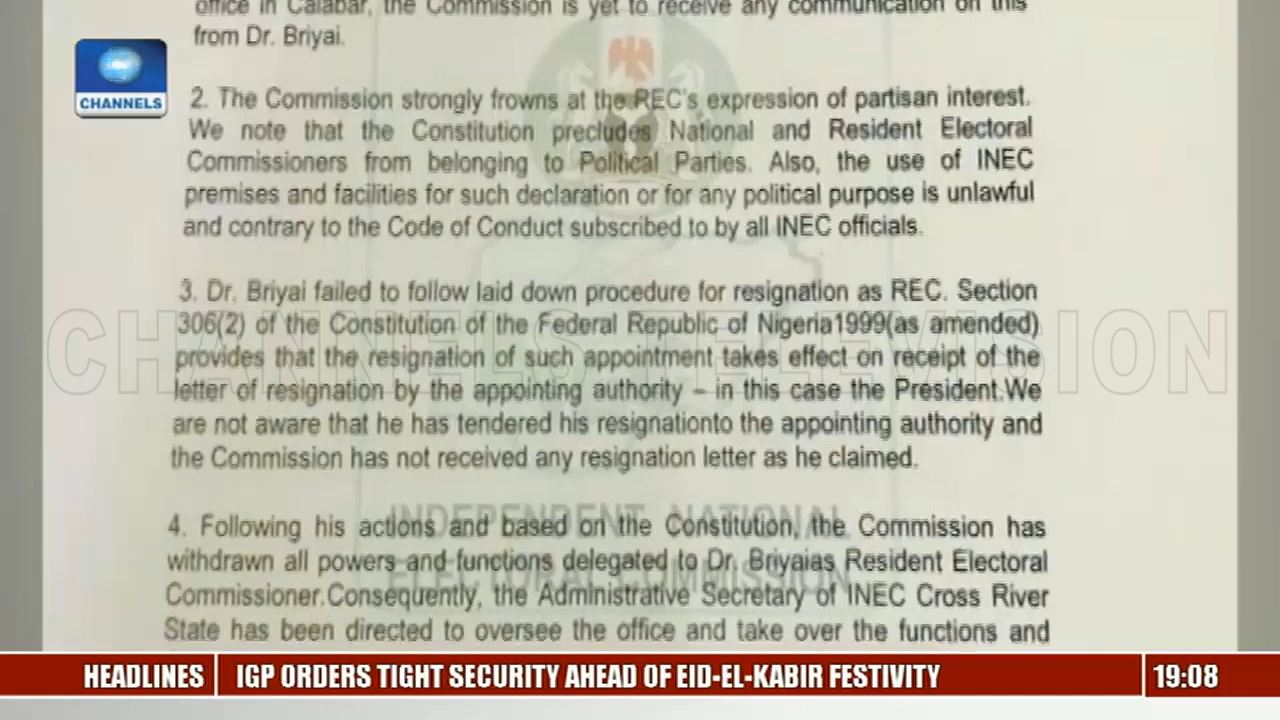 office in Calabar, the Commission is yet to receive any communication on this
from Dr. Briyai.
CHANNELS
2. The Commission strongly frowns at the REC's expression of partisan interest.
We note that the Constitution precludes National and Resident Electoral
Commissioners from belonging to Political Parties. Also, the use of INEC
premises and facilities for such declaration or for any political purpose is unlawful
and contrary to the Code of Conduct subscribed to by all INEC officials.
3. Dr. Briyai failed to follow laid down procedure for resignation as REC. Section
306(2) of the Constitution of the Federal Republic of Nigeria1999(as amended)
provides that the resignation of such appointment takes effect on receipt of the
letter of resignation by the appointing authority – in this case the President.We
are not aware that he has tendered his resignationto the appointing authority and
the Commission has not received any resignation letter as he claimed.
CHANNELS TELEVISION
4. Following his actions and based on the Constitution, the Commission has
withdrawn all powers and functions delegated to Dr. Briyaias Resident Electoral
Commissioner.Consequently, the Administrative Secretary of INEC Cross River
State has been directed to oversee the office and take over the functions and
INDEPENDENT NATIONAL
ELECTORAL COMMISSION
HEADLINES IGP ORDERS TIGHT SECURITY AHEAD OF EID-EL-KABIR FESTIVITY 19:08